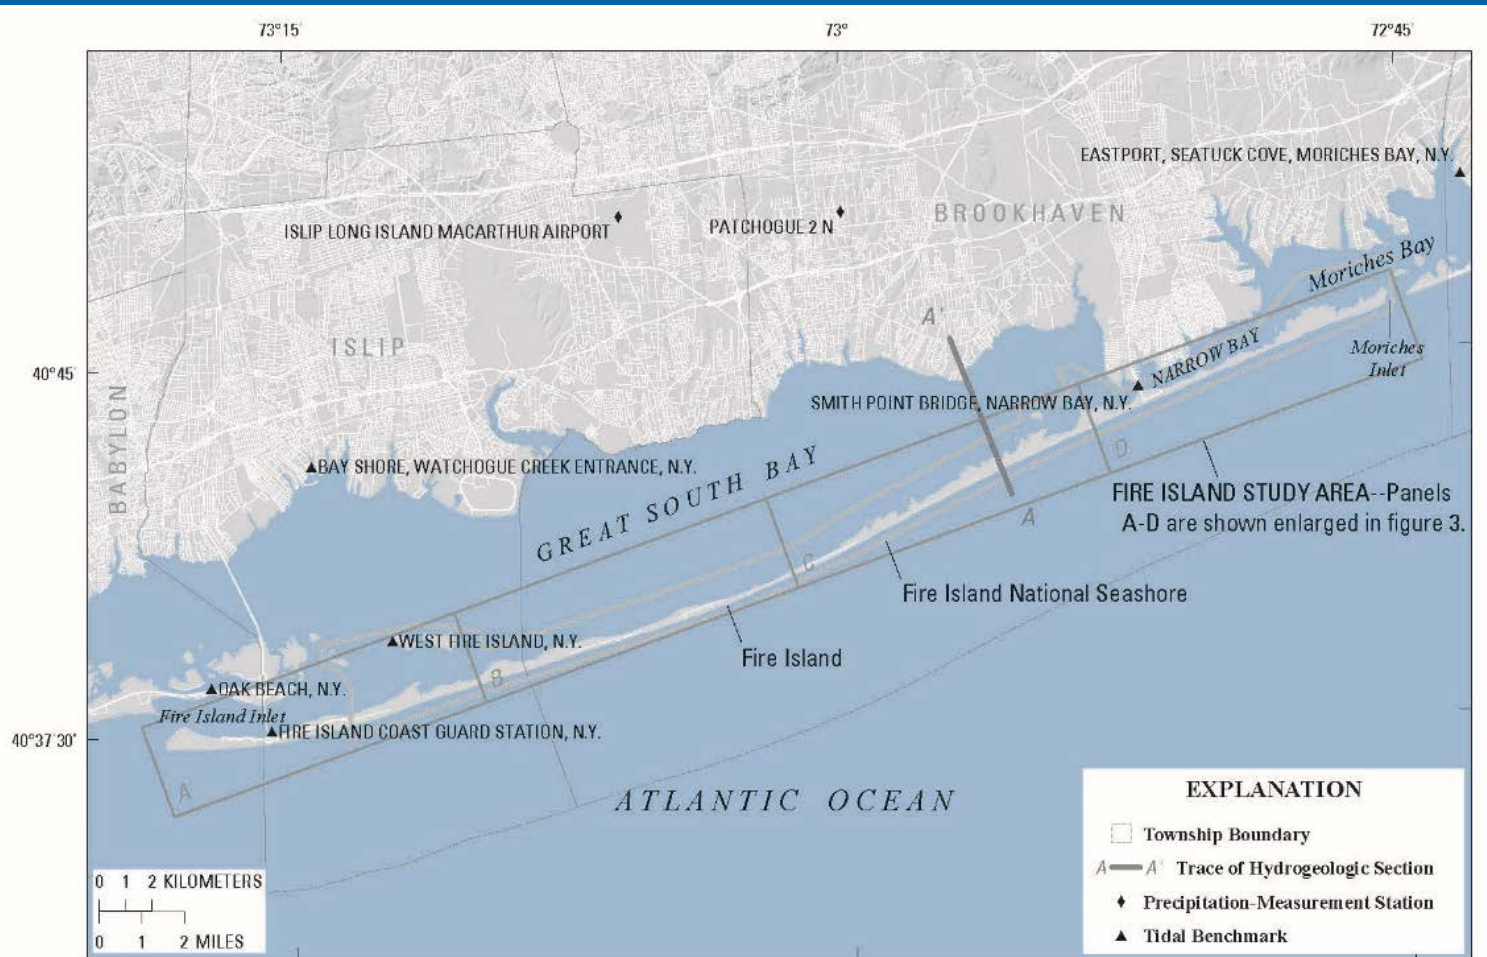 73°15'
73°
72°45'
EASTPORT, SEATUCK COVE, MORICHES BAY, N.Y.
BROOKHAVEN
ISLIP LONG ISLAND MACARTHUR AIRPORT
PATCHOGUE 2 N
Moriches Bay
A'
ISLIP
NARROW BAY
Moriches
Inlet
40°45'
BABYLON
SMITH POINT BRIDGE, NARROW BAY, N.Y.
D
BAY SHORE, WATCHOGUE CREEK ENTRANCE, N.Y.
GREAT SOUTH BAY
A
FIRE ISLAND STUDY AREA--Panels
A-D are shown enlarged in figure 3.
C
Fire Island National Seashore
WEST FIRE ISLAND, N.Y.
Fire Island
B
OAK BEACH, N.Y.
Fire Island Inlet
FIRE ISLAND COAST GUARD STATION, N.Y.
40°37'30"
A
ATLANTIC OCEAN
EXPLANATION
Township Boundary
A A' Trace of Hydrogeologic Section
Precipitation-Measurement Station
Tidal Benchmark
0 1 2 KILOMETERS
0 1 2 MILES